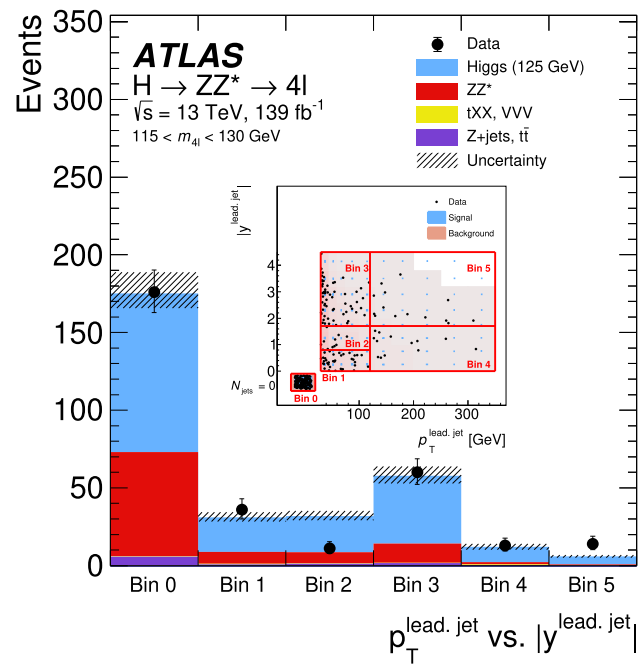 Events
350
300
250
200
150
100
50
0
ATLAS
H → ZZ* → 4l
√s = 13 TeV, 139 fb⁻¹
115 < m₄ₗ < 130 GeV
Data
Higgs (125 GeV)
ZZ*
tXX, VVV
Z+jets, tt̄
Uncertainty
|y^lead. jet|
Data
Signal
Background
4
3
2
1
0
N_jets = 0
Bin 3
Bin 5
Bin 2
Bin 4
Bin 1
Bin 0
100 200 300
p_T^lead. jet [GeV]
Bin 0 Bin 1 Bin 2 Bin 3 Bin 4 Bin 5
p_T^lead. jet vs. |y^lead. jet|